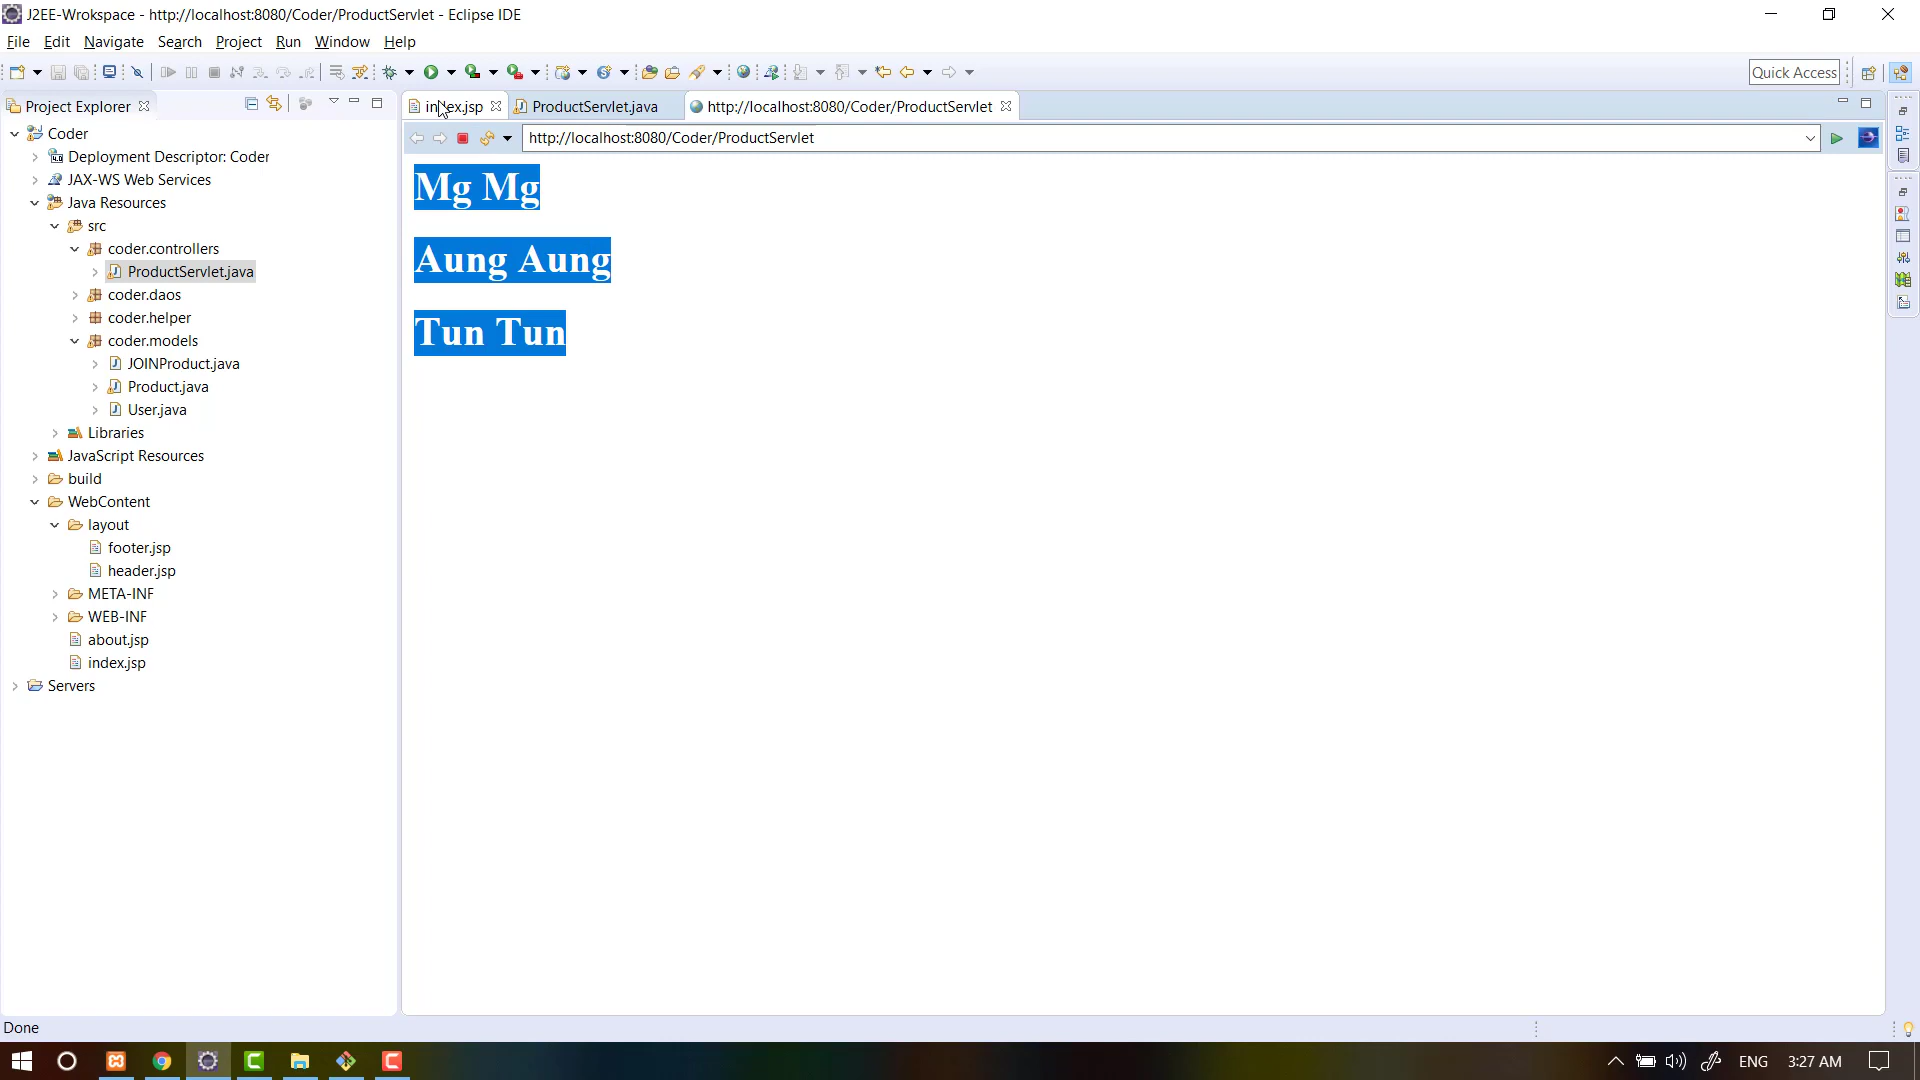 J2EE-Wrokspace - http://localhost:8080/Coder/ProductServlet - Eclipse IDE
File Edit Navigate Search Project Run Window Help
Quick Access
Project Explorer
index.jsp
ProductServlet.java
http://localhost:8080/Coder/ProductServlet
http://localhost:8080/Coder/ProductServlet
Coder
Deployment Descriptor: Coder
JAX-WS Web Services
Java Resources
src
coder.controllers
ProductServlet.java
coder.daos
coder.helper
coder.models
JOINProduct.java
Product.java
User.java
Libraries
JavaScript Resources
build
WebContent
layout
footer.jsp
header.jsp
META-INF
WEB-INF
about.jsp
index.jsp
Servers
Mg Mg
Aung Aung
Tun Tun
Done
ENG
3:27 AM